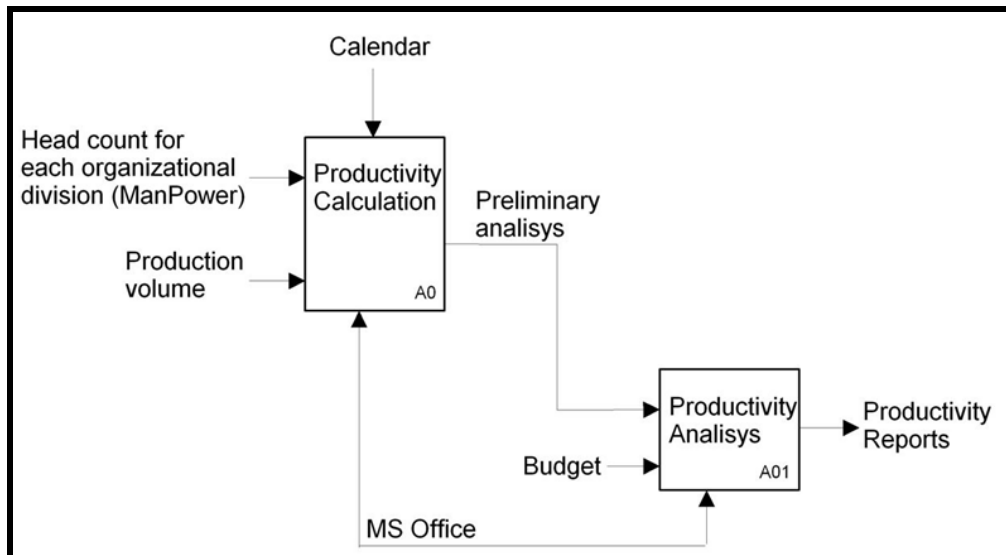 Calendar
Head count for
each organizational
division (ManPower)
Productivity
Calculation
Preliminary
analisys
Production
volume
A0
Productivity
Analisys
Productivity
Reports
Budget
A01
MS Office